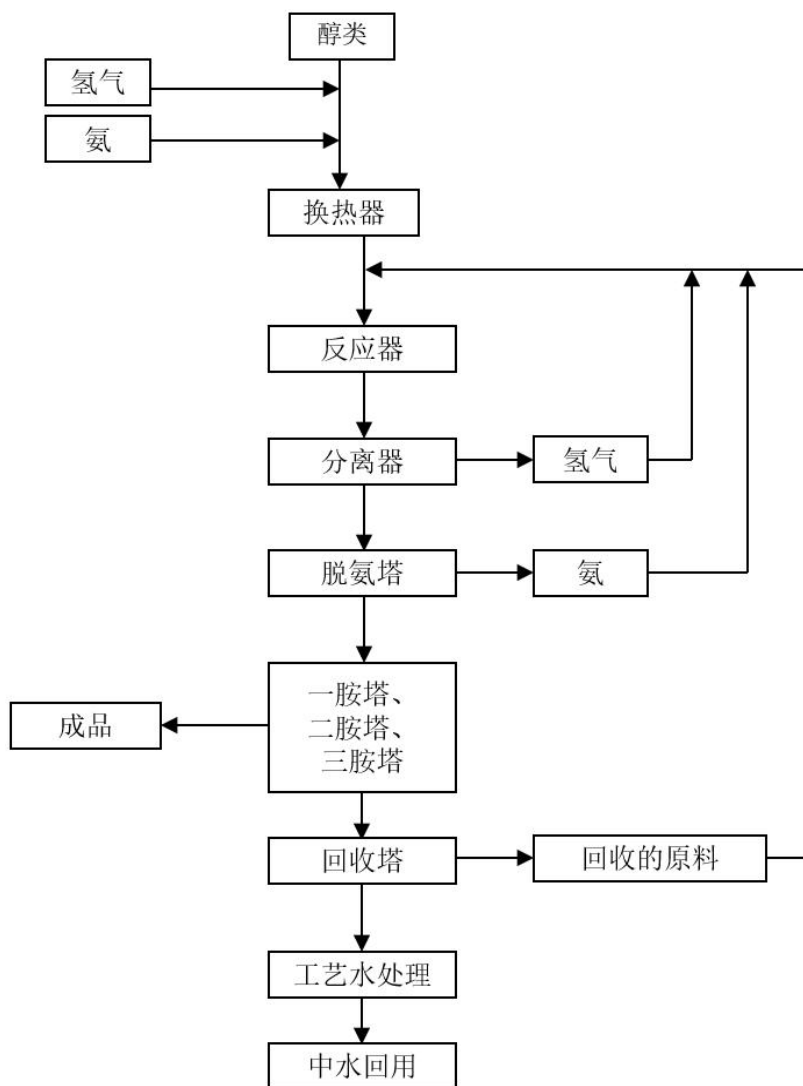 醇类
氢气
氨
换热器
反应器
分离器
氢气
脱氨塔
氨
一胺塔、
二胺塔、
三胺塔
成品
回收塔
回收的原料
工艺水处理
中水回用